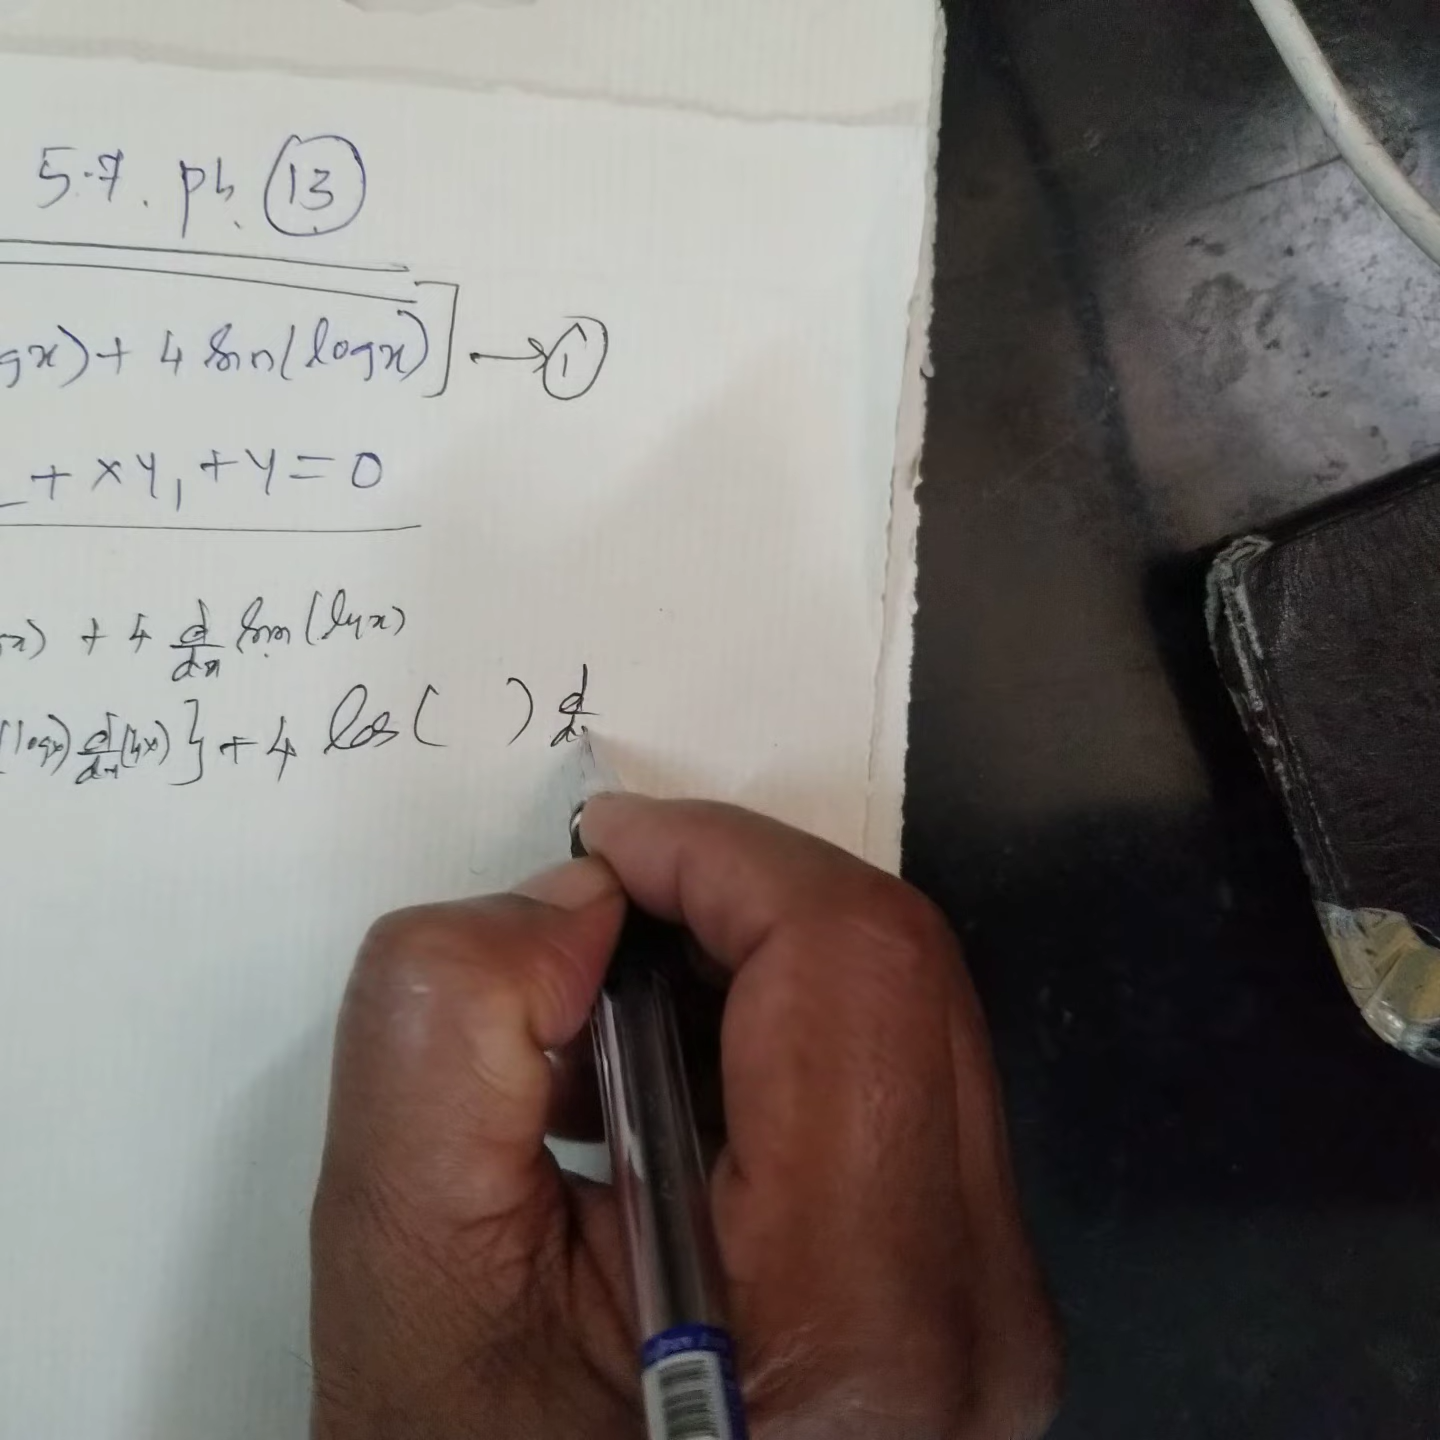 5.7. pb. 13
gx) + 4 sin(logx)] → 1
+ xy₁ + y = 0
x) + 4 d/dx sin(logx)
(logx) d/dx (logx)} + 4 cos( ) d/dx